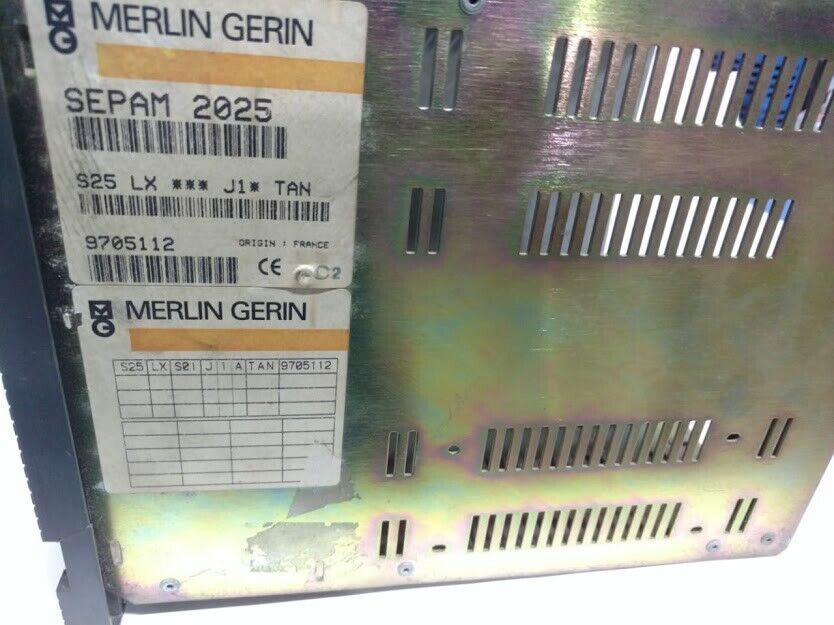 MERLIN GERIN
SEPAM 2025
S25 LX *** J1* TAN
9705112 ORIGIN : FRANCE
CE C2
MERLIN GERIN
S25 LX S01 J 1 A TAN 9705112